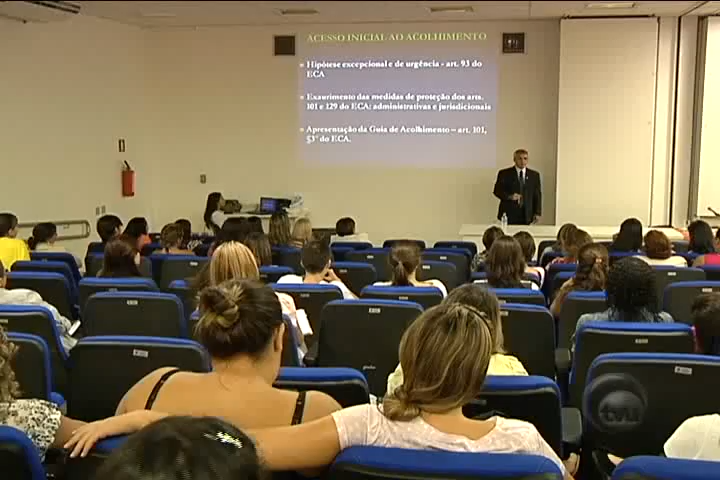 ACESSO INICIAL AO ACOLHIMENTO
» Hipótese excepcional e de urgência - art. 93 do
ECA
» Exaurimento das medidas de proteção dos arts.
101 e 129 do ECA: administrativas e jurisdicionais
» Apresentação da Guia de Acolhimento – art. 101,
§3º do ECA.
tvu